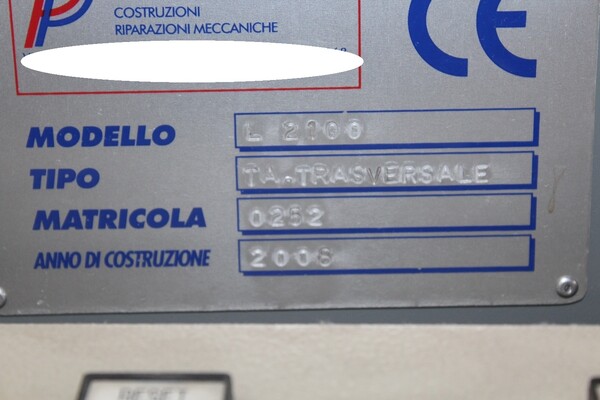 COSTRUZIONI
RIPARAZIONI MECCANICHE
CE
MODELLO L 2100
TIPO TA..TRASVERSALE
MATRICOLA 0252
ANNO DI COSTRUZIONE 2008
RESET